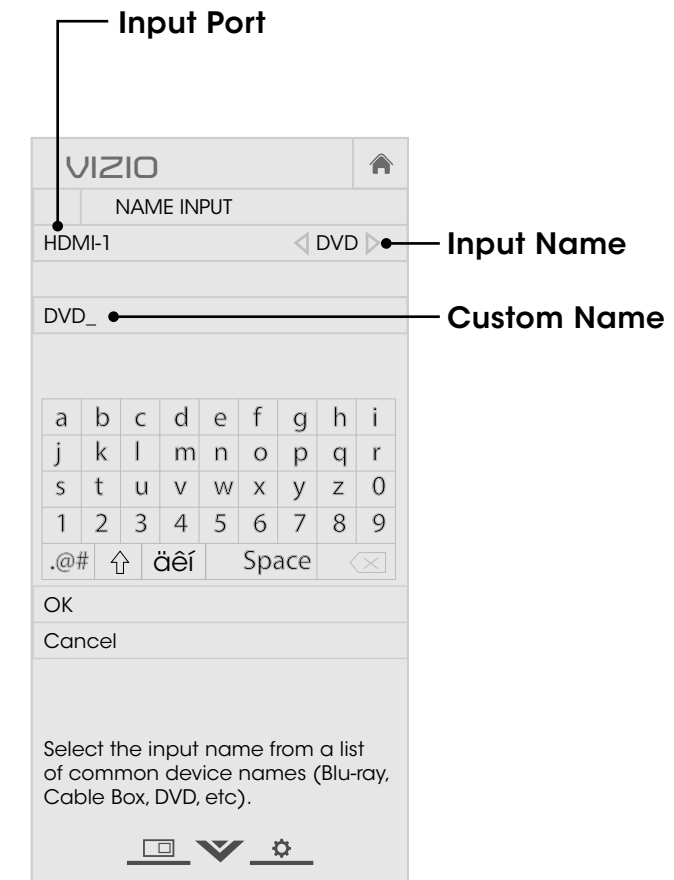 Input Port
VIZIO
NAME INPUT
HDMI-1 DVD
Input Name
DVD_
Custom Name
a b c d e f g h i
j k l m n o p q r
s t u v w x y z 0
1 2 3 4 5 6 7 8 9
.@# äêí Space
OK
Cancel
Select the input name from a list
of common device names (Blu-ray,
Cable Box, DVD, etc).